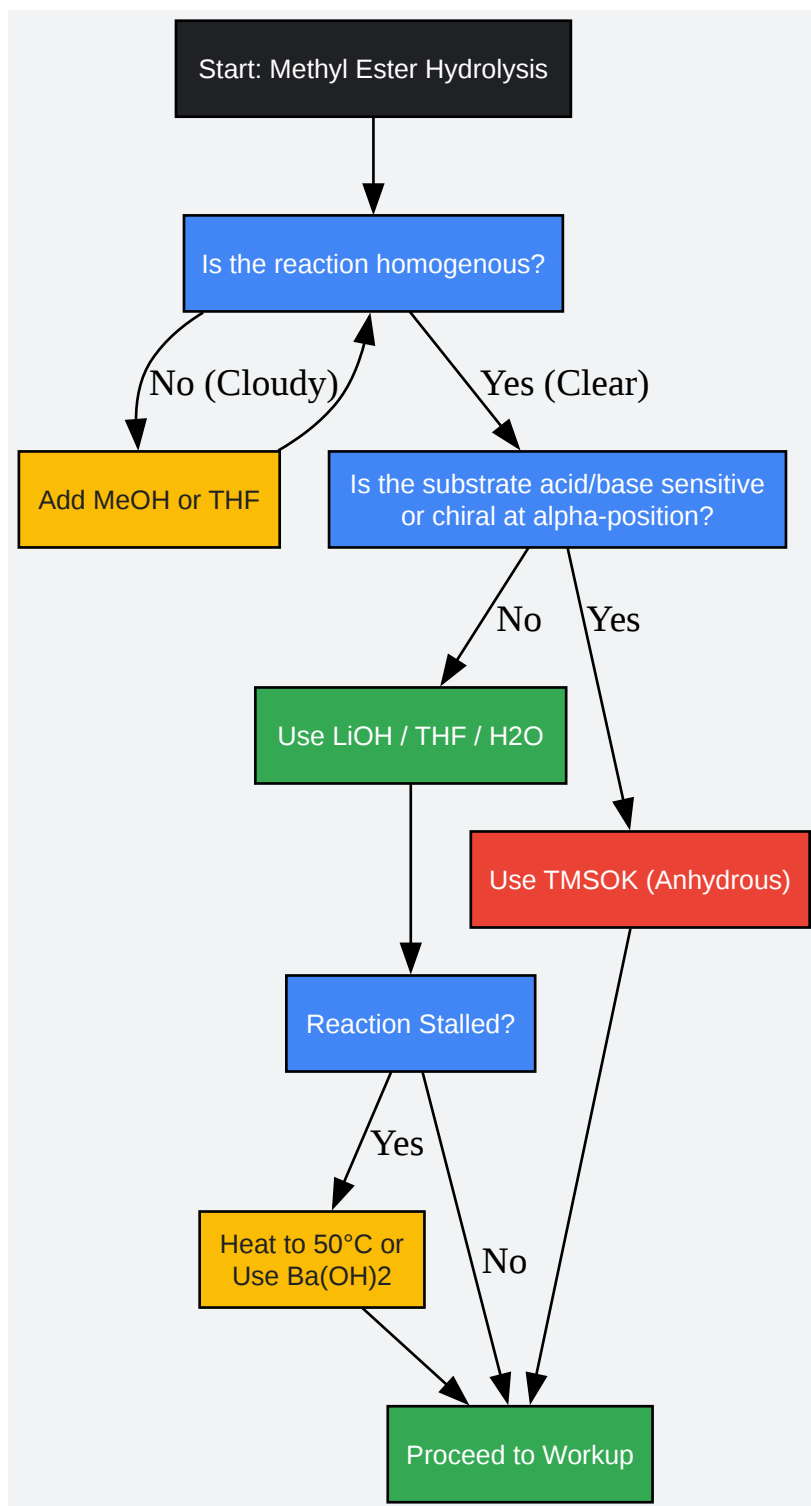 Start: Methyl Ester Hydrolysis
Is the reaction homogenous?
No (Cloudy)
Yes (Clear)
Add MeOH or THF
Is the substrate acid/base sensitive
or chiral at alpha-position?
No
Yes
Use LiOH / THF / H2O
Use TMSOK (Anhydrous)
Reaction Stalled?
Yes
Heat to 50°C or
Use Ba(OH)2
No
Proceed to Workup